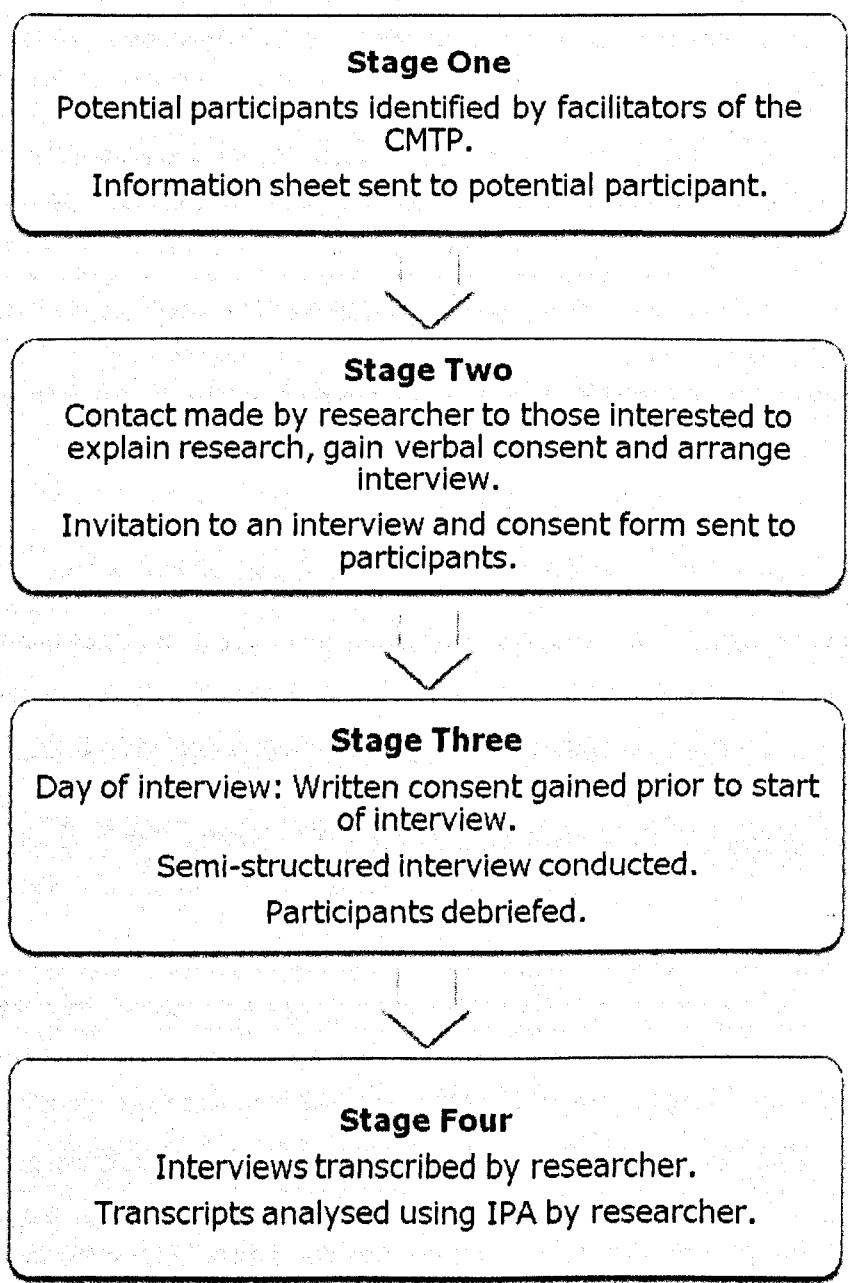 Stage One
Potential participants identified by facilitators of the
CMTP.
Information sheet sent to potential participant.
Stage Two
Contact made by researcher to those interested to
explain research, gain verbal consent and arrange
interview.
Invitation to an interview and consent form sent to
participants.
Stage Three
Day of interview: Written consent gained prior to start
of interview.
Semi-structured interview conducted.
Participants debriefed.
Stage Four
Interviews transcribed by researcher.
Transcripts analysed using IPA by researcher.